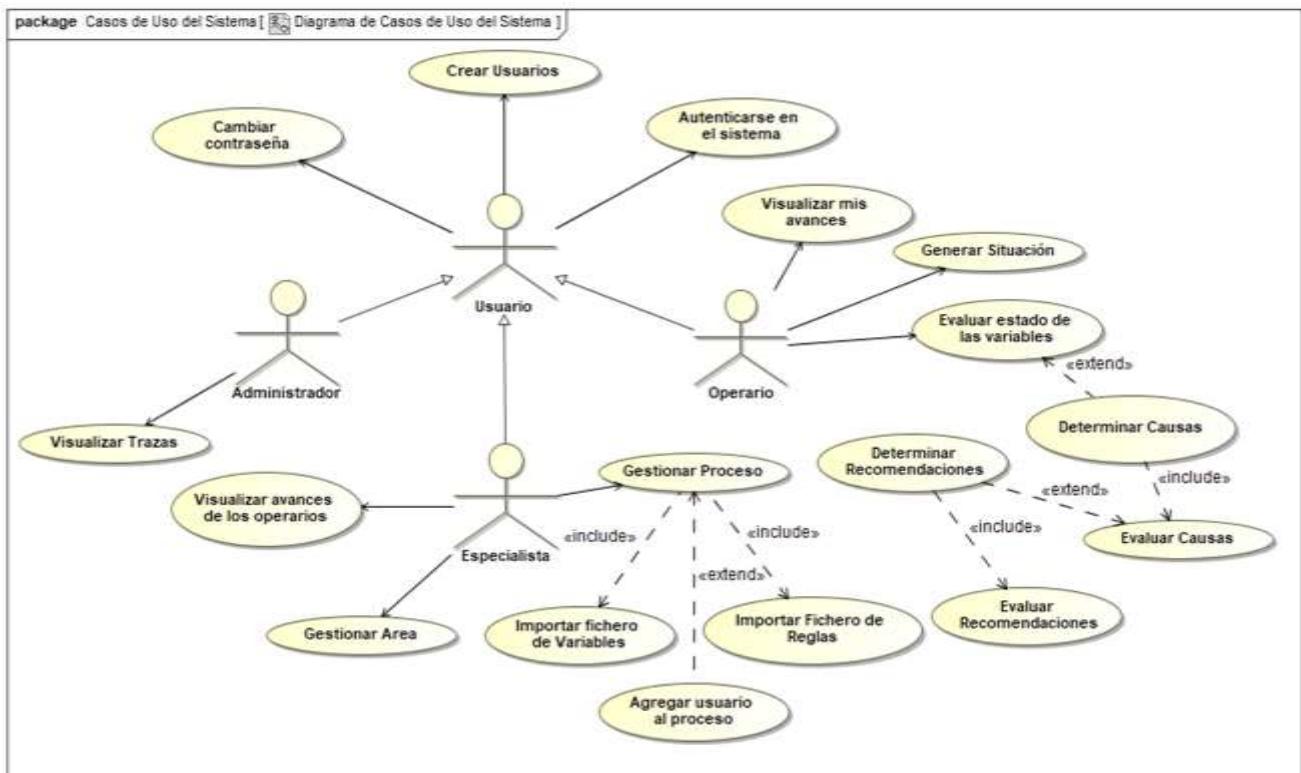 package Casos de Uso del Sistema [ Diagrama de Casos de Uso del Sistema ]
Crear Usuarios
Cambiar
contraseña
Autenticarse en
el sistema
Visualizar mis
avances
Generar Situación
Usuario
Evaluar estado de
las variables
«extend»
Administrador
Operario
Visualizar Trazas
Determinar Causas
Determinar
Recomendaciones
Gestionar Proceso
«include»
«extend»
Visualizar avances
de los operarios
«include»
«include»
«include»
Evaluar Causas
Especialista
«extend»
Evaluar
Recomendaciones
Gestionar Area
Importar fichero
de Variables
Importar Fichero de
Reglas
Agregar usuario
al proceso